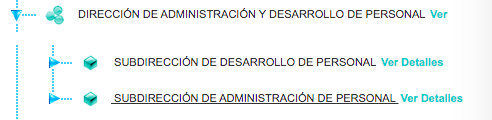 DIRECCIÓN DE ADMINISTRACIÓN Y DESARROLLO DE PERSONAL Ver
SUBDIRECCIÓN DE DESARROLLO DE PERSONAL Ver Detalles
SUBDIRECCIÓN DE ADMINISTRACIÓN DE PERSONAL Ver Detalles